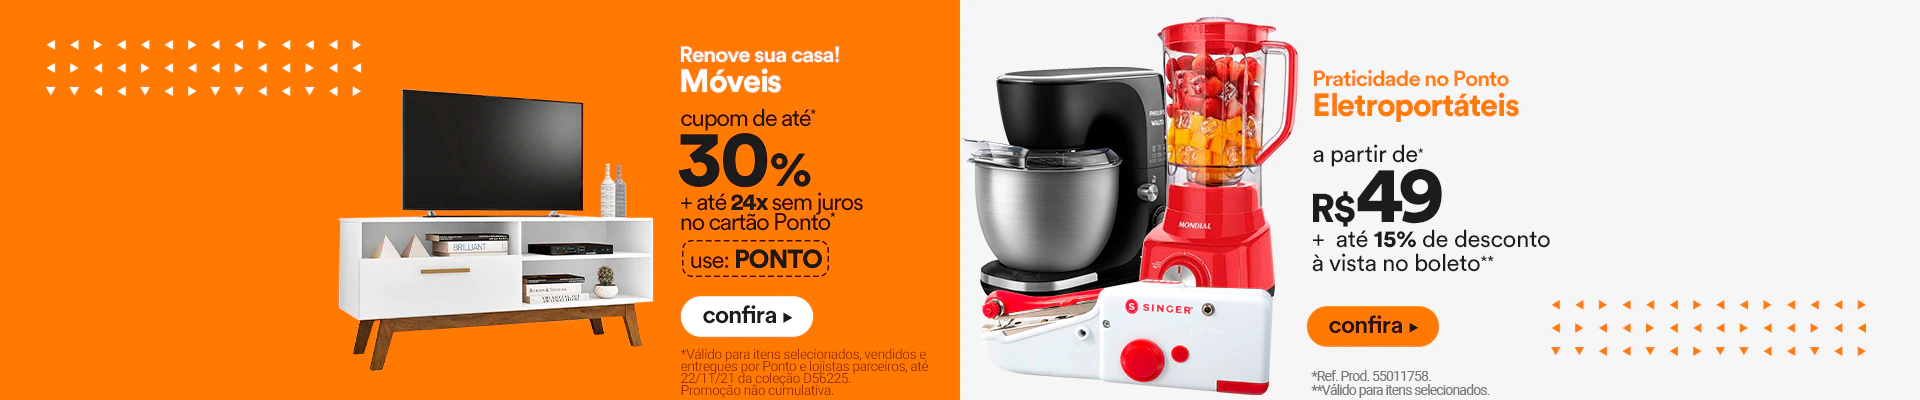 Renove sua casa!
Móveis
cupom de até*
30%
+ até 24x sem juros
no cartão Ponto*
use: PONTO
confira
*Válido para itens selecionados, vendidos e
entregues por Ponto e lojistas parceiros, até
22/11/21 da coleção D56225.
Promoção não cumulativa.
BRILLIANT
PHILIPS
WALITA
MONDIAL
S SINGER
Praticidade no Ponto
Eletroportáteis
a partir de*
R$49
+ até 15% de desconto
à vista no boleto**
confira
*Ref. Prod. 55011758.
**Válido para itens selecionados.